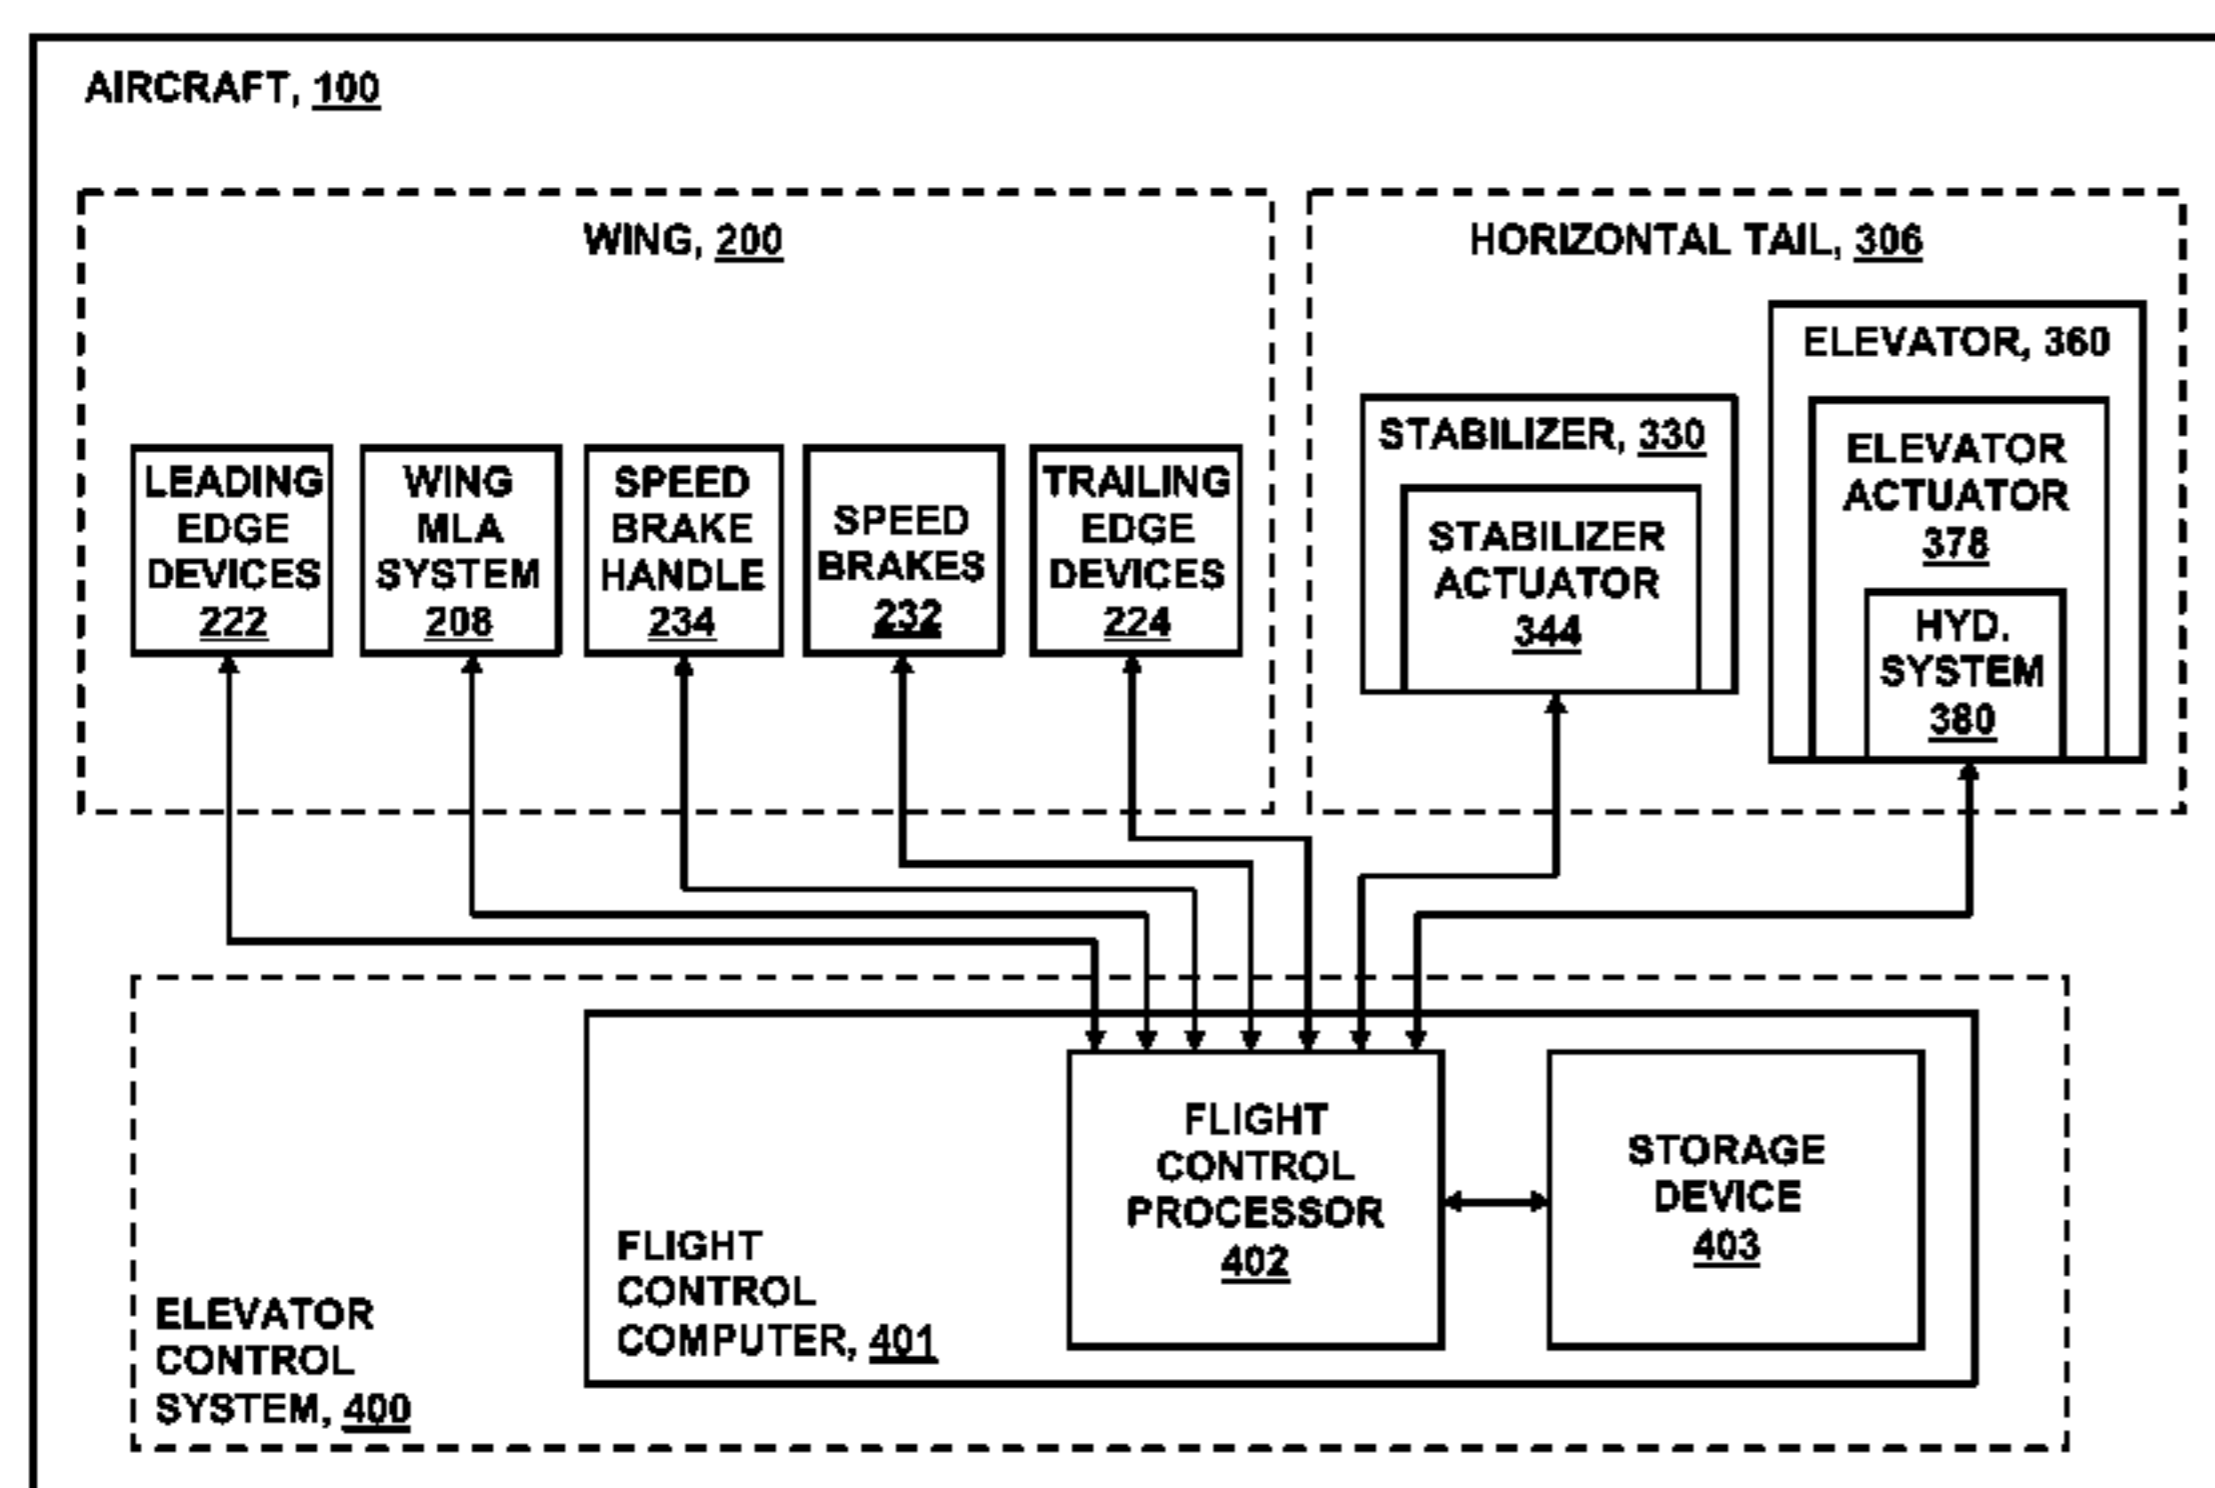 AIRCRAFT, 100
WING, 200
LEADING
EDGE
DEVICES
222
WING
MLA
SYSTEM
208
SPEED
BRAKE
HANDLE
234
SPEED
BRAKES
232
TRAILING
EDGE
DEVICES
224
HORIZONTAL TAIL, 306
STABILIZER, 330
STABILIZER
ACTUATOR
344
ELEVATOR, 360
ELEVATOR
ACTUATOR
378
HYD.
SYSTEM
380
ELEVATOR
CONTROL
SYSTEM, 400
FLIGHT
CONTROL
COMPUTER, 401
FLIGHT
CONTROL
PROCESSOR
402
STORAGE
DEVICE
403